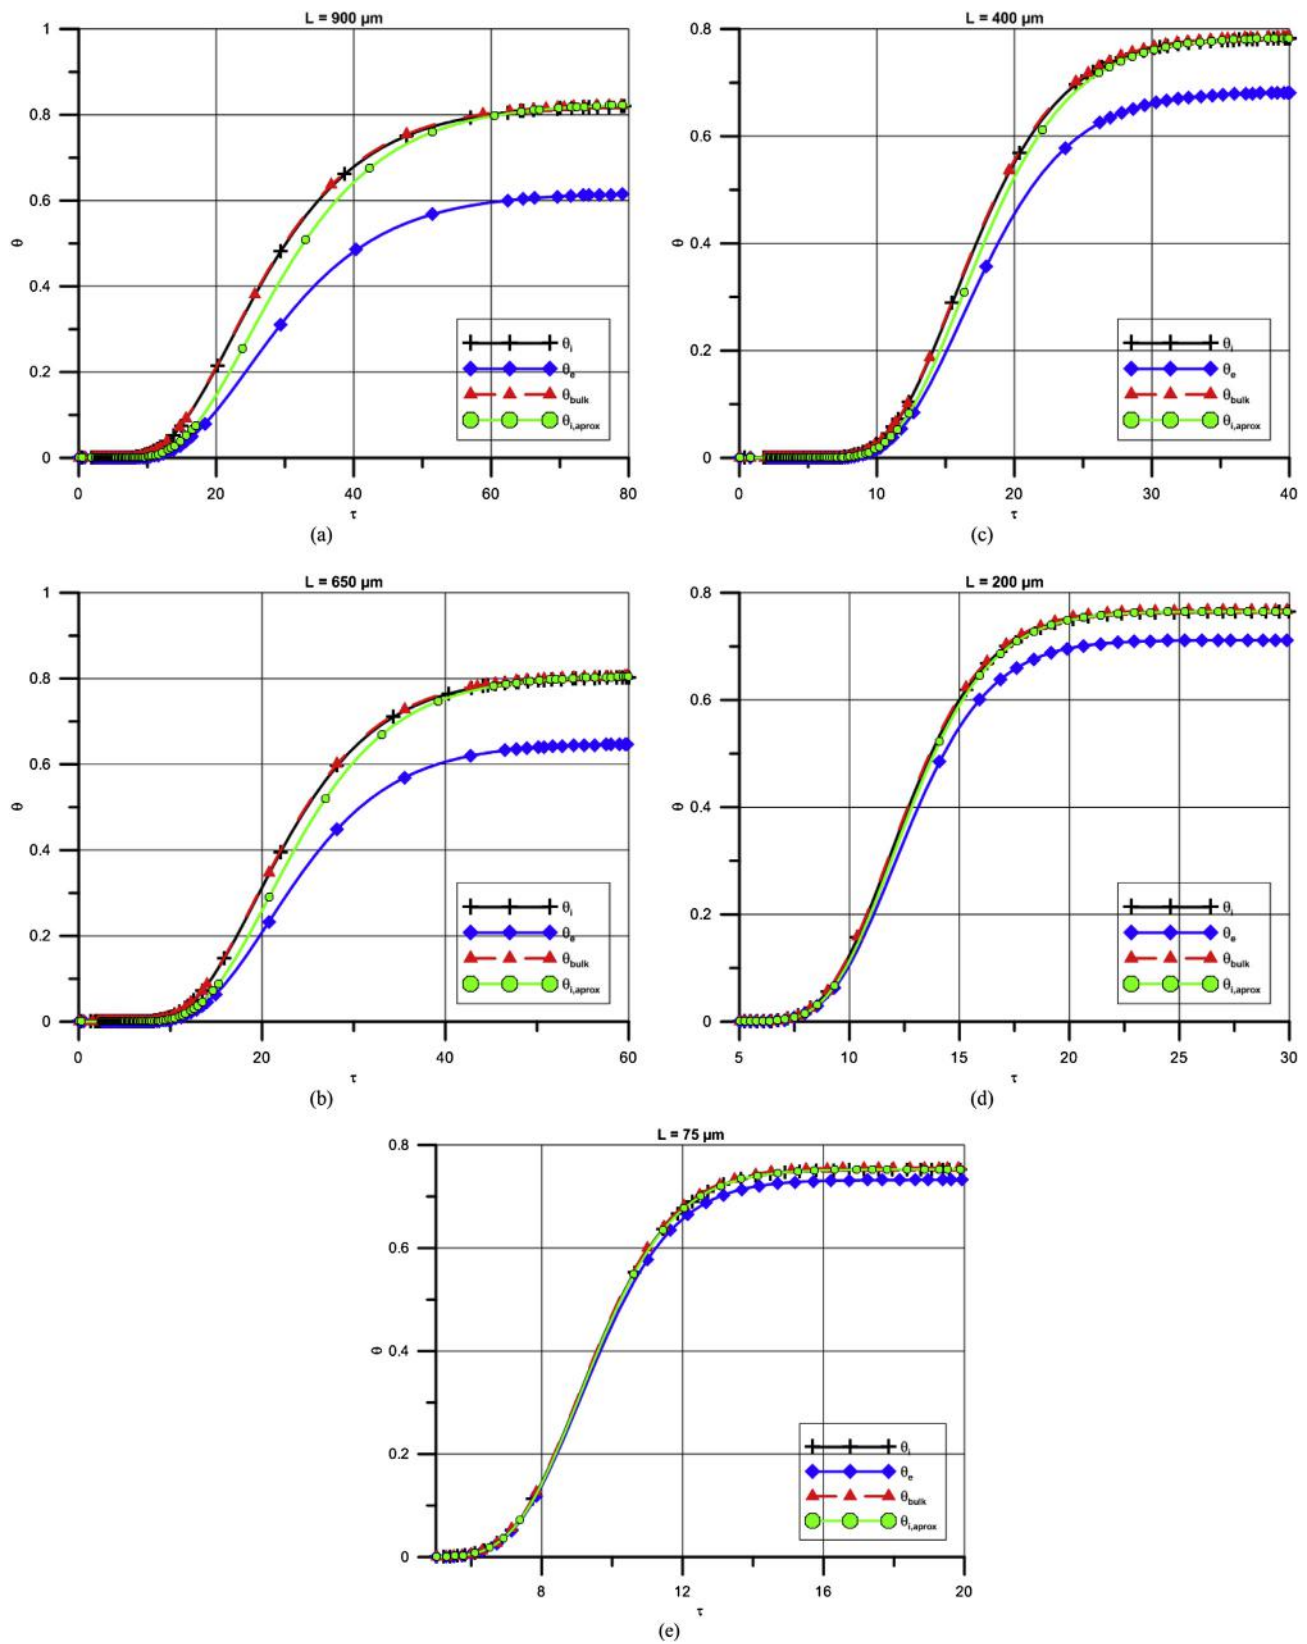 L = 900 µm
1
0.8
0.6
θ
0.4
0.2
0
0 20 40 60 80
τ
θi
θe
θbulk
θi,aprox
(a)
L = 400 µm
0.8
0.6
θ
0.4
0.2
0
0 10 20 30 40
τ
θi
θe
θbulk
θi,aprox
(c)
L = 650 µm
1
0.8
0.6
θ
0.4
0.2
0
0 20 40 60
τ
θi
θe
θbulk
θi,aprox
(b)
L = 200 µm
0.8
0.6
θ
0.4
0.2
0
5 10 15 20 25 30
τ
θi
θe
θbulk
θi,aprox
(d)
L = 75 µm
0.8
0.6
θ
0.4
0.2
0
8 12 16 20
τ
θi
θe
θbulk
θi,aprox
(e)